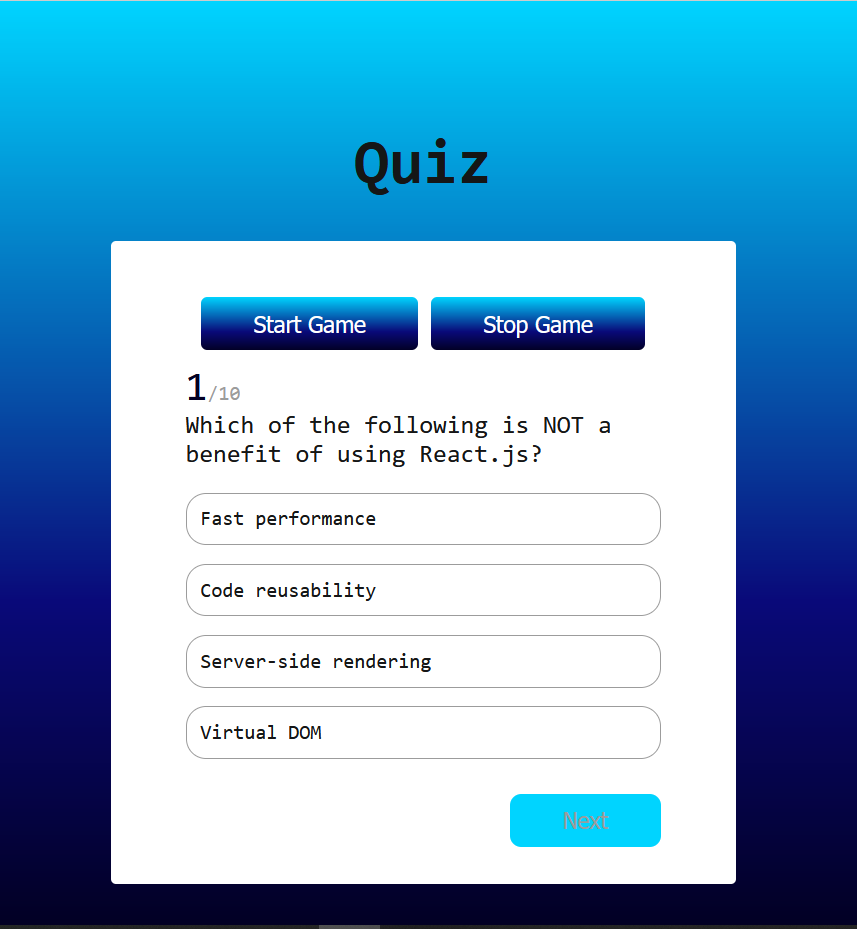 Quiz
Start Game Stop Game
1/10
Which of the following is NOT a
benefit of using React.js?
Fast performance
Code reusability
Server-side rendering
Virtual DOM
Next